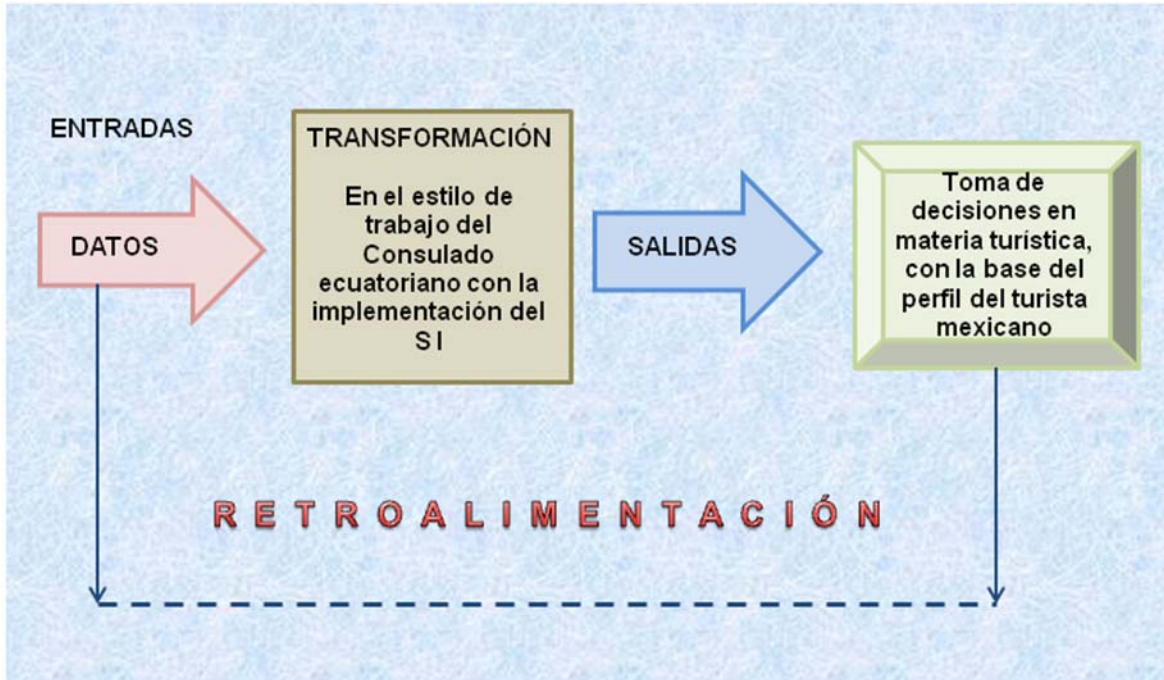 ENTRADAS
DATOS
TRANSFORMACIÓN
En el estilo de
trabajo del
Consulado
ecuatoriano con la
implementación del
S I
SALIDAS
Toma de
decisiones en
materia turística,
con la base del
perfil del turista
mexicano
RETROALIMENTACIÓN